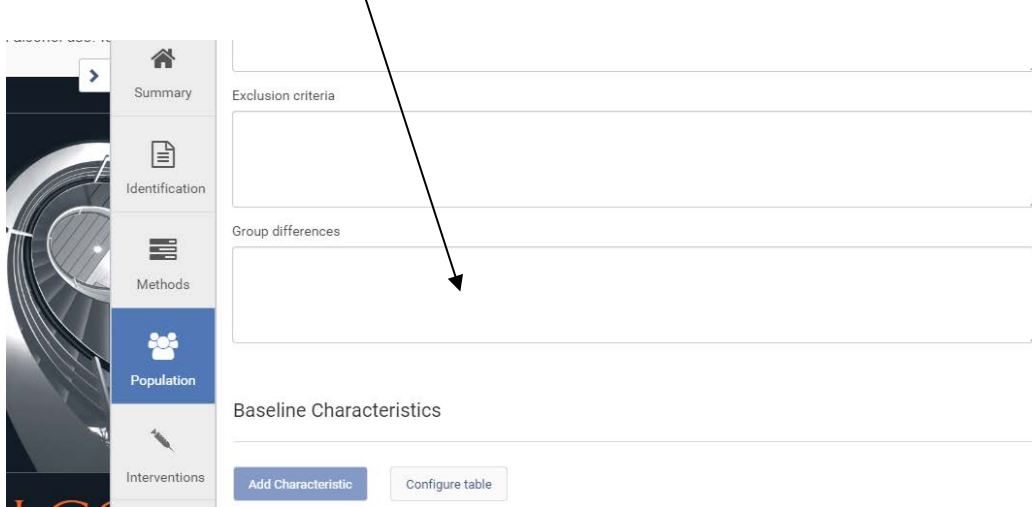 Summary
Exclusion criteria
Identification
Group differences
Methods
Population
Baseline Characteristics
Interventions
Add Characteristic
Configure table